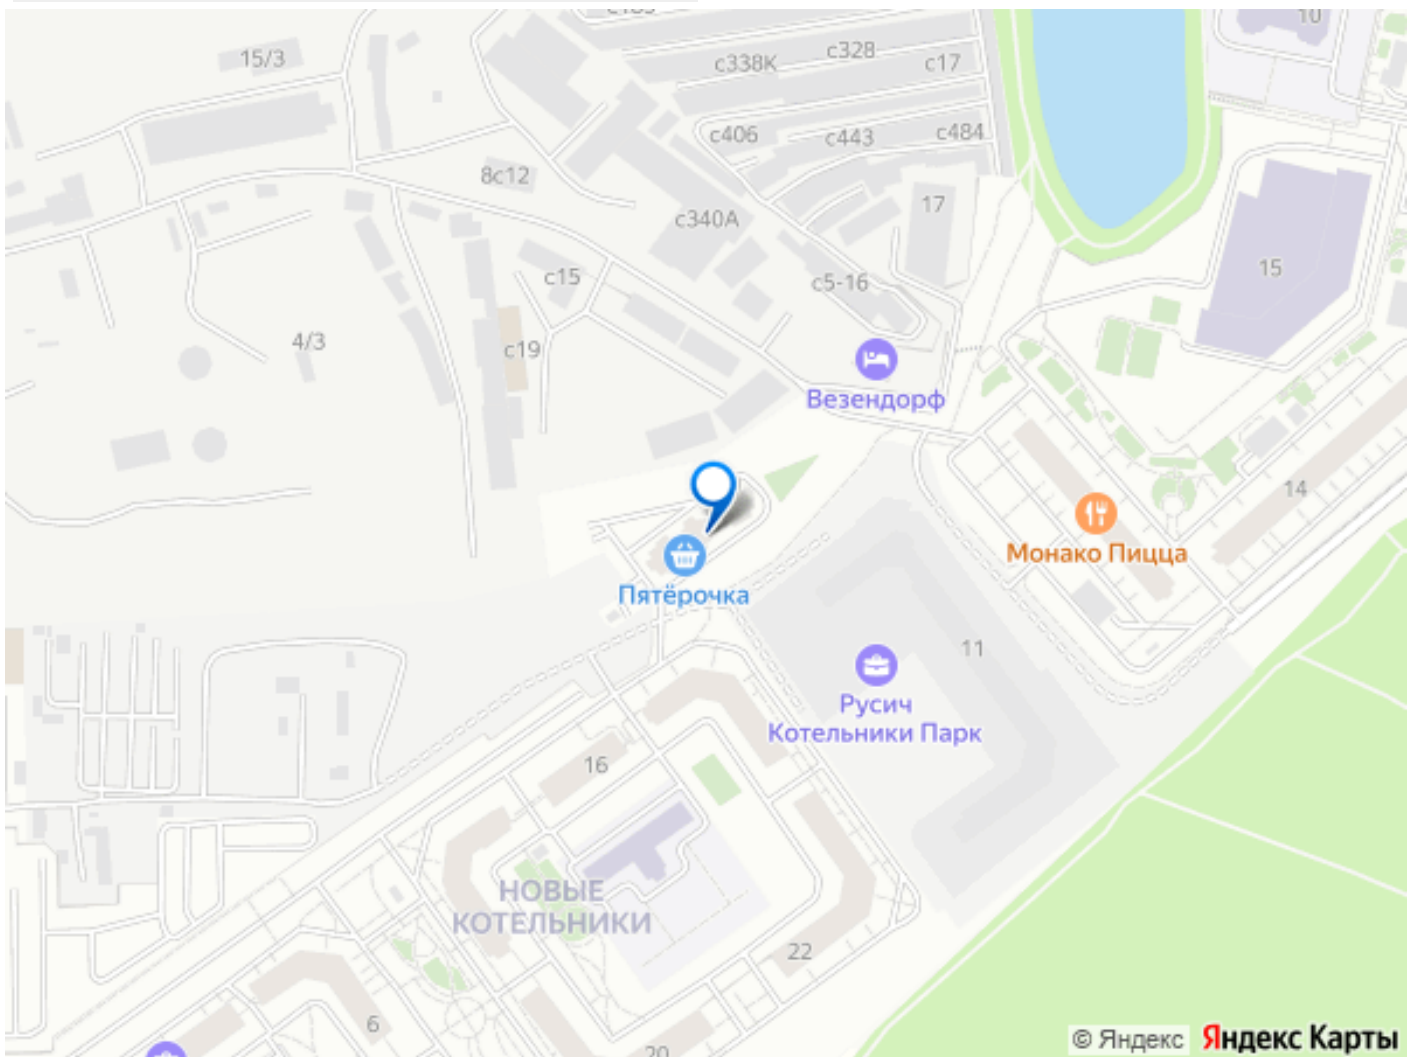 10
15/3
с338К
с328
с17
с406
с443
с484
8с12
с340А
17
с15
с5-16
15
4/3
с19
Везендорф
14
Монако Пицца
Пятёрочка
11
Русич
Котельники Парк
16
НОВЫЕ
КОТЕЛЬНИКИ
22
6
20
© Яндекс Яндекс Карты